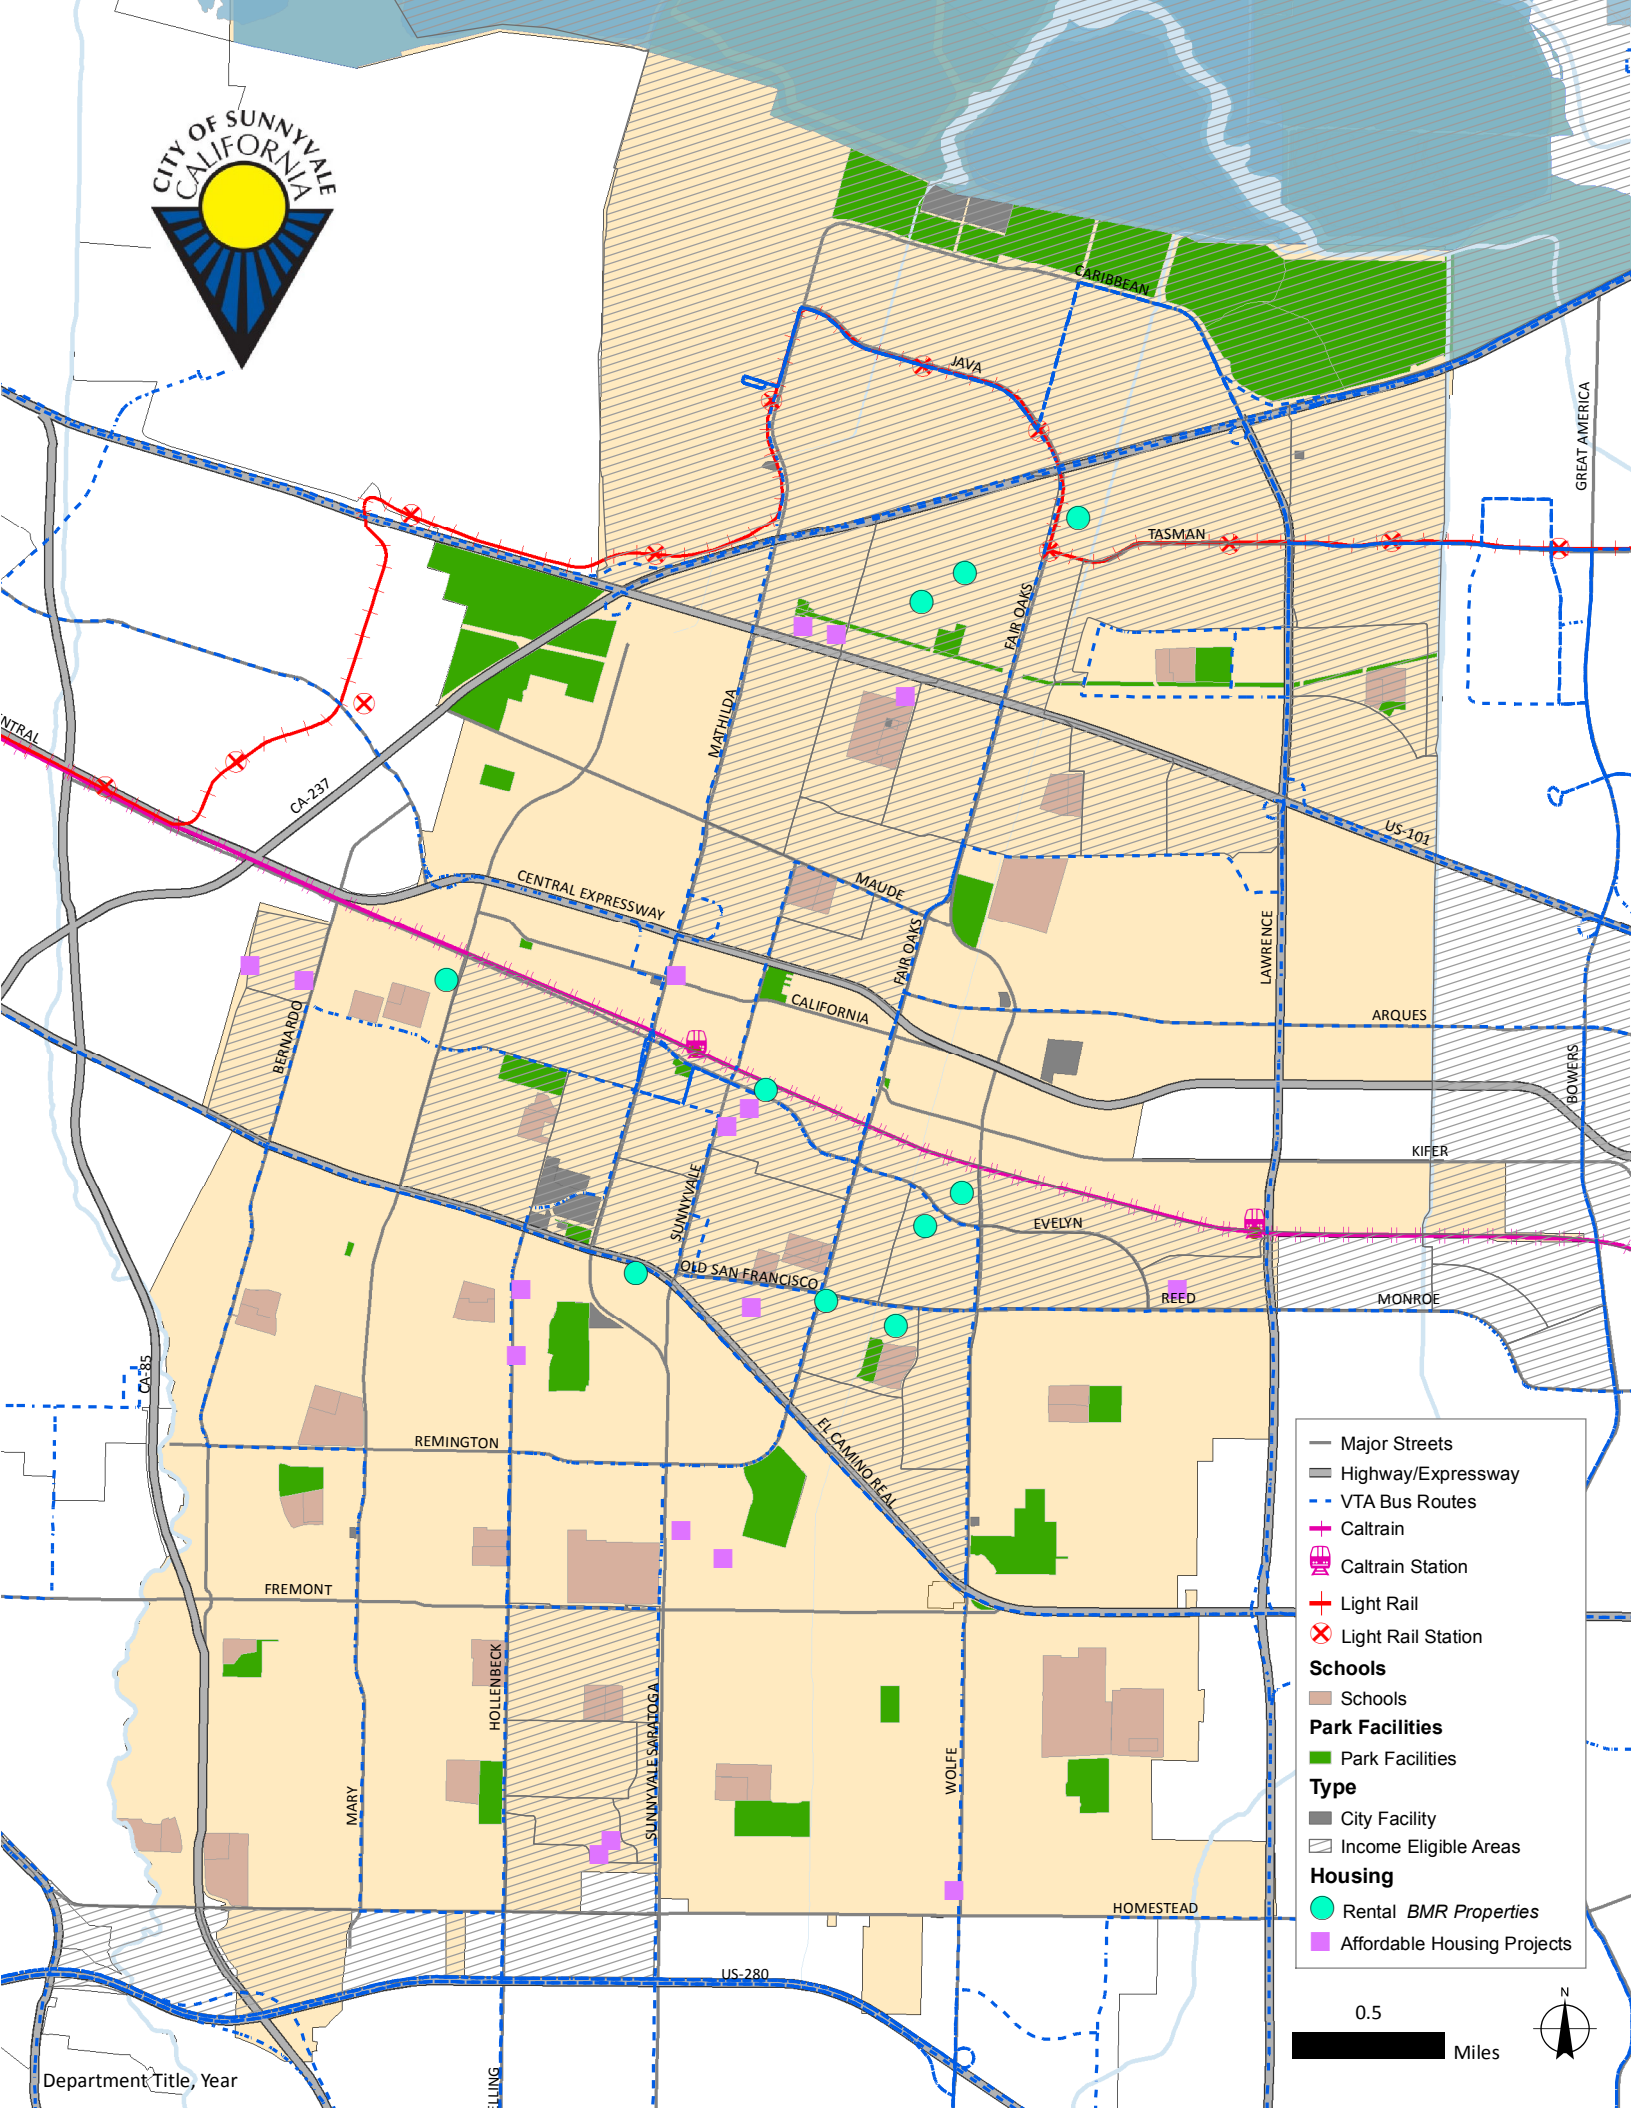 CITY OF SUNNYVALE
CALIFORNIA
CARIBBEAN
JAVA
GREAT AMERICA
TASMAN
FAIR OAKS
MATHILDA
NTRAL
CA-237
US-101
CENTRAL EXPRESSWAY
MAUDE
FAIR OAKS
LAWRENCE
CALIFORNIA
ARQUES
BERNARDO
BOWERS
KIFER
SUNNYVALE
EVELYN
OLD SAN FRANCISCO
REED
MONROE
CA-85
EL CAMINO REAL
REMINGTON
FREMONT
HOLLENBECK
SUNNYVALE SARATOGA
MARY
WOLFE
HOMESTEAD
US-280
ELLING
Major Streets
Highway/Expressway
VTA Bus Routes
Caltrain
Caltrain Station
Light Rail
Light Rail Station
Schools
Schools
Park Facilities
Park Facilities
Type
City Facility
Income Eligible Areas
Housing
Rental BMR Properties
Affordable Housing Projects
N
0.5
Miles
Department Title, Year